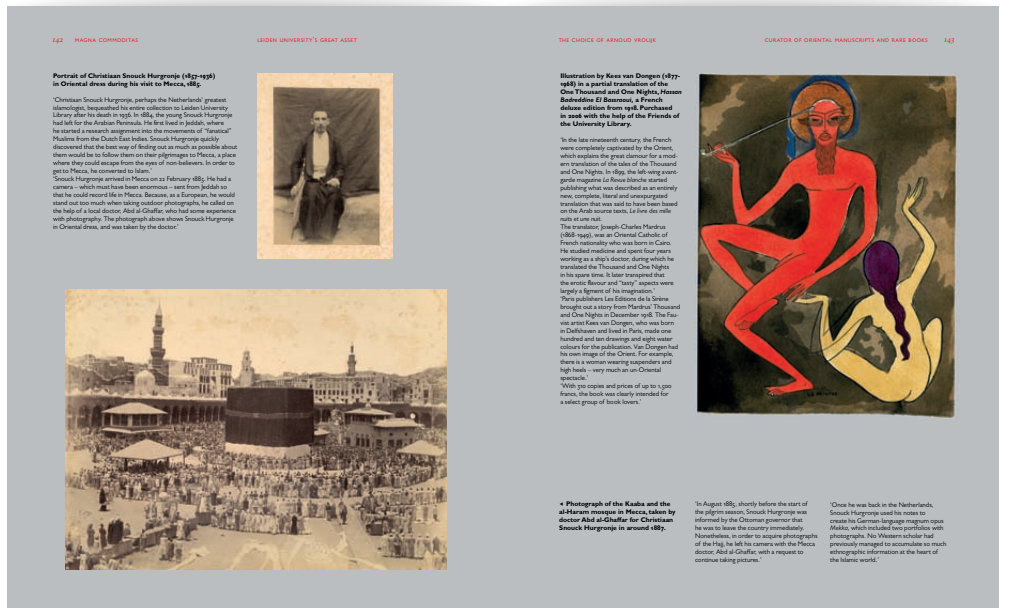 242 MAGNA COMMODITAS
LEIDEN UNIVERSITY'S GREAT ASSET
THE CHOICE OF ARNOUD VROLIJK
CURATOR OF ORIENTAL MANUSCRIPTS AND RARE BOOKS 243
Portrait of Christiaan Snouck Hurgronje (1857-1936)
in Oriental dress during his visit to Mecca, 1885.
'Christiaan Snouck Hurgronje, perhaps the Netherlands' greatest
islamologist, bequeathed his entire collection to Leiden University
Library after his death in 1936. In 1884, the young Snouck Hurgronje
had left for the Arabian Peninsula. He first lived in Jeddah, where
he started a research assignment into the movements of "fanatical"
Muslims from the Dutch East Indies. Snouck Hurgronje quickly
discovered that the best way of finding out as much as possible about
them would be to follow them on their pilgrimages to Mecca, a place
where they could escape from the eyes of non-believers. In order to
get to Mecca, he converted to Islam.'
'Snouck Hurgronje arrived in Mecca on 22 February 1885. He had a
camera – which must have been enormous – sent from Jeddah so
that he could record life in Mecca. Because, as a European, he would
stand out too much when taking outdoor photographs, he called on
the help of a local doctor, Abd al-Ghaffar, who had some experience
with photography. The photograph above shows Snouck Hurgronje
in Oriental dress, and was taken by the doctor.'
Illustration by Kees van Dongen (1877-
1968) in a partial translation of the
One Thousand and One Nights, Hassan
Badreddine El Bassraoui, a French
deluxe edition from 1918. Purchased
in 2006 with the help of the Friends of
the University Library.
'In the late nineteenth century, the French
were completely captivated by the Orient,
which explains the great clamour for a mod-
ern translation of the tales of the Thousand
and One Nights. In 1899, the left-wing avant-
garde magazine La Revue blanche started
publishing what was described as an entirely
new, complete, literal and unexpurgated
translation that was said to have been based
on the Arab source texts, Le livre des mille
nuits et une nuit.
The translator, Joseph-Charles Mardrus
(1868-1949), was an Oriental Catholic of
French nationality who was born in Cairo.
He studied medicine and spent four years
working as a ship's doctor, during which he
translated the Thousand and One Nights
in his spare time. It later transpired that
the erotic flavour and "tasty" aspects were
largely a figment of his imagination.'
'Paris publishers Les Editions de la Sirène
brought out a story from Mardrus' Thousand
and One Nights in December 1918. The Fau-
vist artist Kees van Dongen, who was born
in Delfshaven and lived in Paris, made one
hundred and ten drawings and eight water
colours for the publication. Van Dongen had
his own image of the Orient. For example,
there is a woman wearing suspenders and
high heels – very much an un-Oriental
spectacle.'
'With 310 copies and prices of up to 1,500
francs, the book was clearly intended for
a select group of book lovers.'
◂ Photograph of the Kaaba and the
al-Haram mosque in Mecca, taken by
doctor Abd al-Ghaffar for Christiaan
Snouck Hurgronje in around 1887.
'In August 1885, shortly before the start of
the pilgrim season, Snouck Hurgronje was
informed by the Ottoman governor that
he was to leave the country immediately.
Nonetheless, in order to acquire photographs
of the Hajj, he left his camera with the Mecca
doctor, Abd al-Ghaffar, with a request to
continue taking pictures.'
'Once he was back in the Netherlands,
Snouck Hurgronje used his notes to
create his German-language magnum opus
Mekka, which included two portfolios with
photographs. No Western scholar had
previously managed to accumulate so much
ethnographic information at the heart of
the Islamic world.'